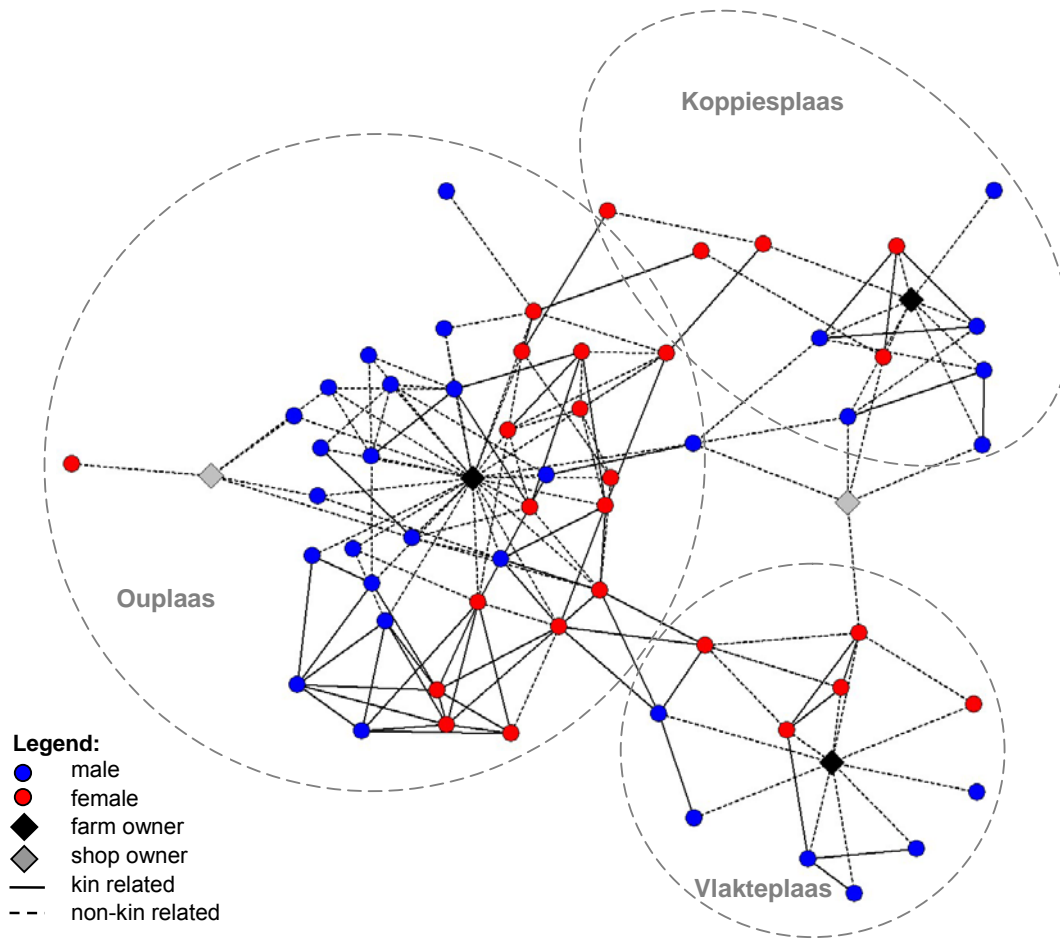 Koppiesplaas
Ouplaas
Vlakteplaas
Legend:
male
female
farm owner
shop owner
kin related
non-kin related